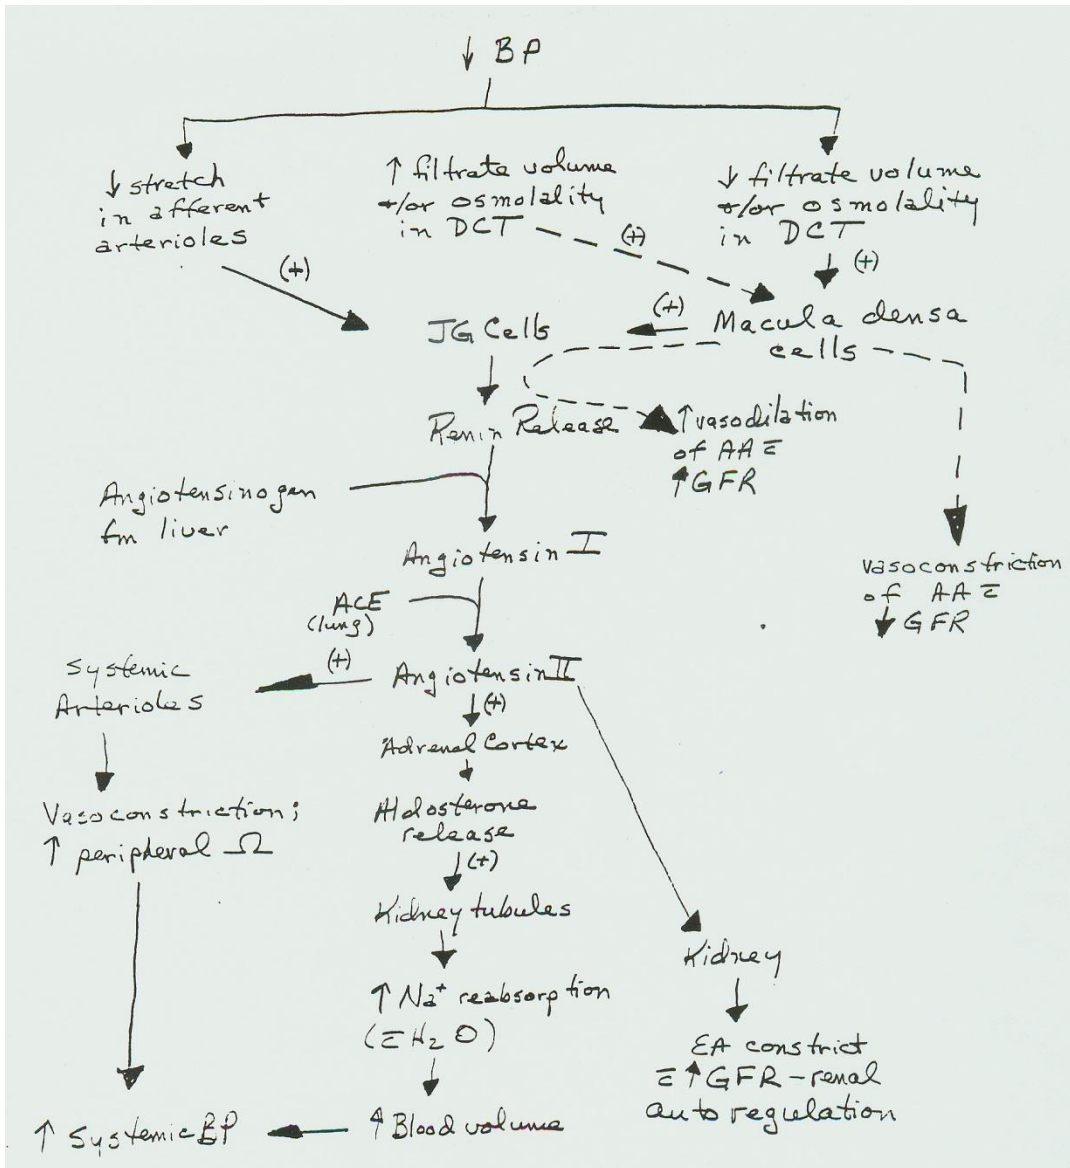 ↓ BP
↓ stretch
in afferent
arterioles
↑ filtrate volume
+/or osmolality
in DCT
↓ filtrate volume
+/or osmolality
in DCT
(+)
(+)
(+)
JG Cells
(+)
Macula densa
cells
Renin Release
↑ vasodilation
of AA c̅
↑ GFR
Angiotensinogen
fm liver
Angiotensin I
Vasoconstriction
of AA c̅
↓ GFR
ACE
(lung)
Systemic
Arterioles
(+)
Angiotensin II
(+)
Adrenal Cortex
Vasoconstriction;
↑ peripheral Ω
Aldosterone
release
(+)
Kidney tubules
Kidney
↑ Na⁺ reabsorption
(c̅ H₂O)
EA constrict
c̅ ↑ GFR - renal
autoregulation
↑ Systemic BP
↑ Blood volume